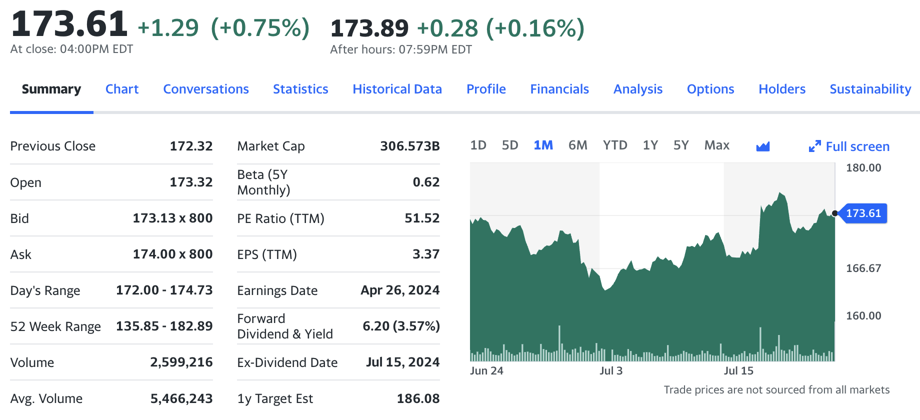 173.61 +1.29 (+0.75%) 173.89 +0.28 (+0.16%)
At close: 04:00PM EDT After hours: 07:59PM EDT
Summary Chart Conversations Statistics Historical Data Profile Financials Analysis Options Holders Sustainability
Previous Close 172.32
Open 173.32
Bid 173.13 x 800
Ask 174.00 x 800
Day's Range 172.00 - 174.73
52 Week Range 135.85 - 182.89
Volume 2,599,216
Avg. Volume 5,466,243
Market Cap 306.573B
Beta (5Y
Monthly) 0.62
PE Ratio (TTM) 51.52
EPS (TTM) 3.37
Earnings Date Apr 26, 2024
Forward
Dividend & Yield 6.20 (3.57%)
Ex-Dividend Date Jul 15, 2024
1y Target Est 186.08
1D 5D 1M 6M YTD 1Y 5Y Max Full screen
180.00
173.61
166.67
160.00
Jun 24 Jul 3 Jul 15
Trade prices are not sourced from all markets